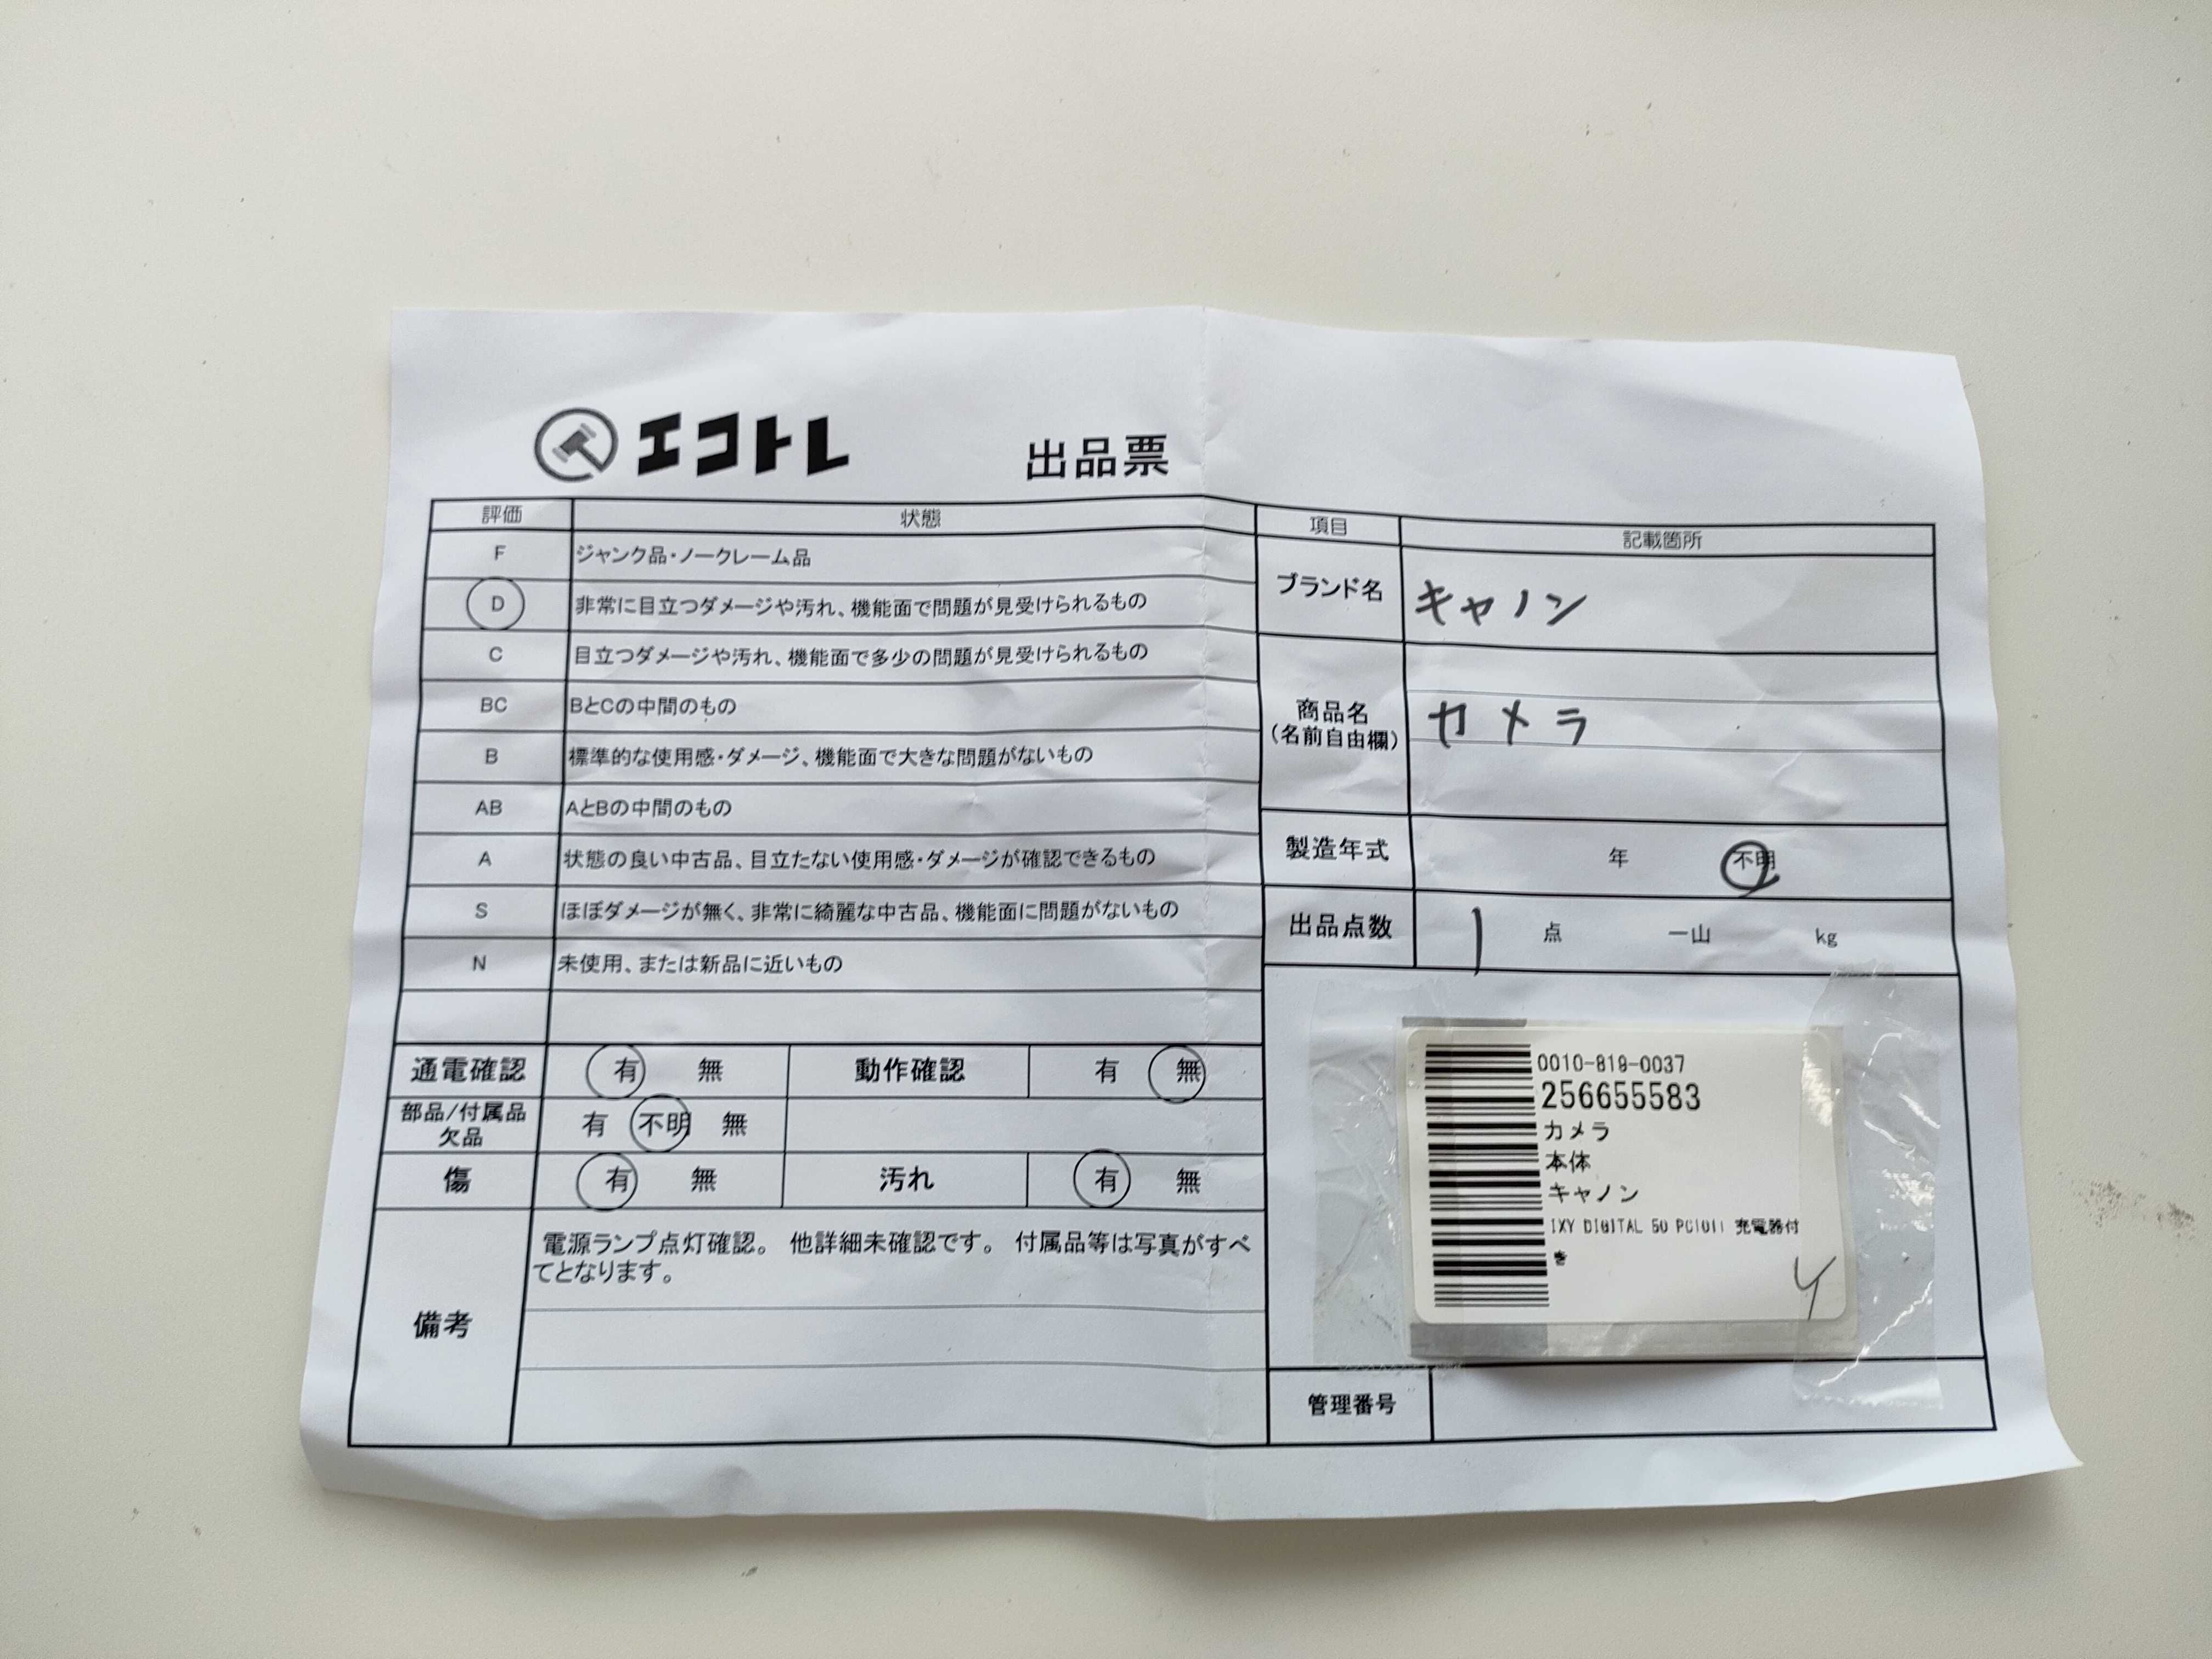 エコトレ 出品票
評価 状態
F ジャンク品・ノークレーム品
D 非常に目立つダメージや汚れ、機能面で問題が見受けられるもの
C 目立つダメージや汚れ、機能面で多少の問題が見受けられるもの
BC BとCの中間のもの
B 標準的な使用感・ダメージ、機能面で大きな問題がないもの
AB AとBの中間のもの
A 状態の良い中古品、目立たない使用感・ダメージが確認できるもの
S ほぼダメージが無く、非常に綺麗な中古品、機能面に問題がないもの
N 未使用、または新品に近いもの
通電確認 有 無 動作確認 有 無
部品/付属品
欠品
有 不明 無
傷 有 無 汚れ 有 無
備考
電源ランプ点灯確認。 他詳細未確認です。 付属品等は写真がすべ
てとなります。
項目 記載箇所
ブランド名 キャノン
商品名
(名前自由欄)
カメラ
製造年式 年 不明
出品点数 1 点 一山 kg
0010-819-0037
256655583
カメラ
本体
キャノン
IXY DIGITAL 50 PC1011 充電器付
き
管理番号